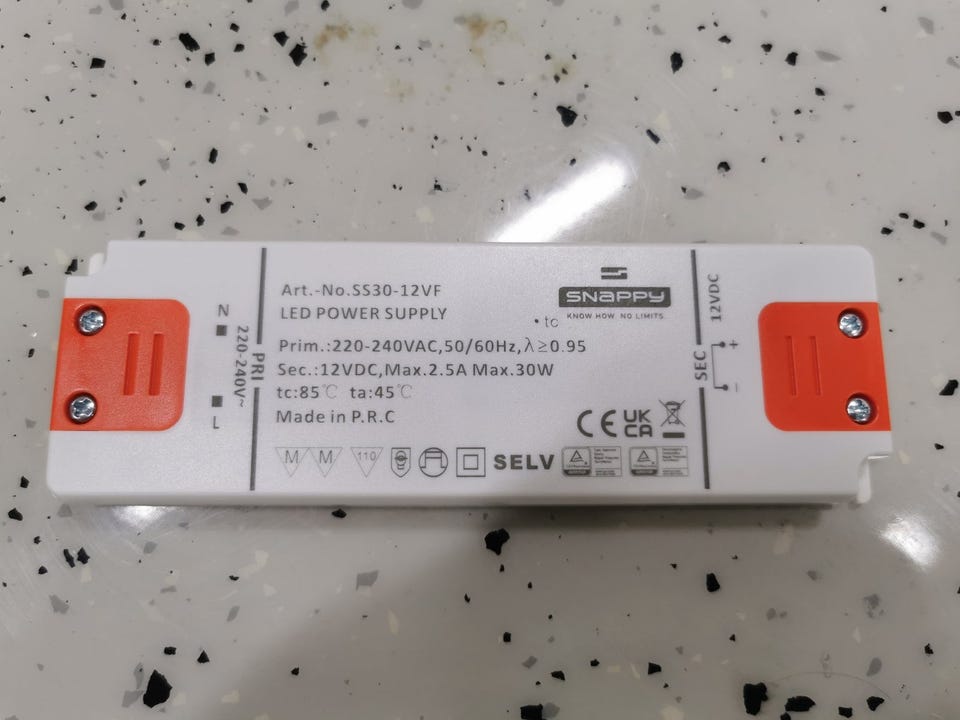 N
220-240V~
L
PRI
Art.-No.SS30-12VF
LED POWER SUPPLY
Prim.:220-240VAC,50/60Hz,λ≥0.95
Sec.:12VDC,Max.2.5A Max.30W
tc:85℃ ta:45℃
Made in P.R.C
M M 110 SELV
SNAPPY
KNOW HOW NO LIMITS
•tc
CE UK CA
SEC
12VDC
+
-